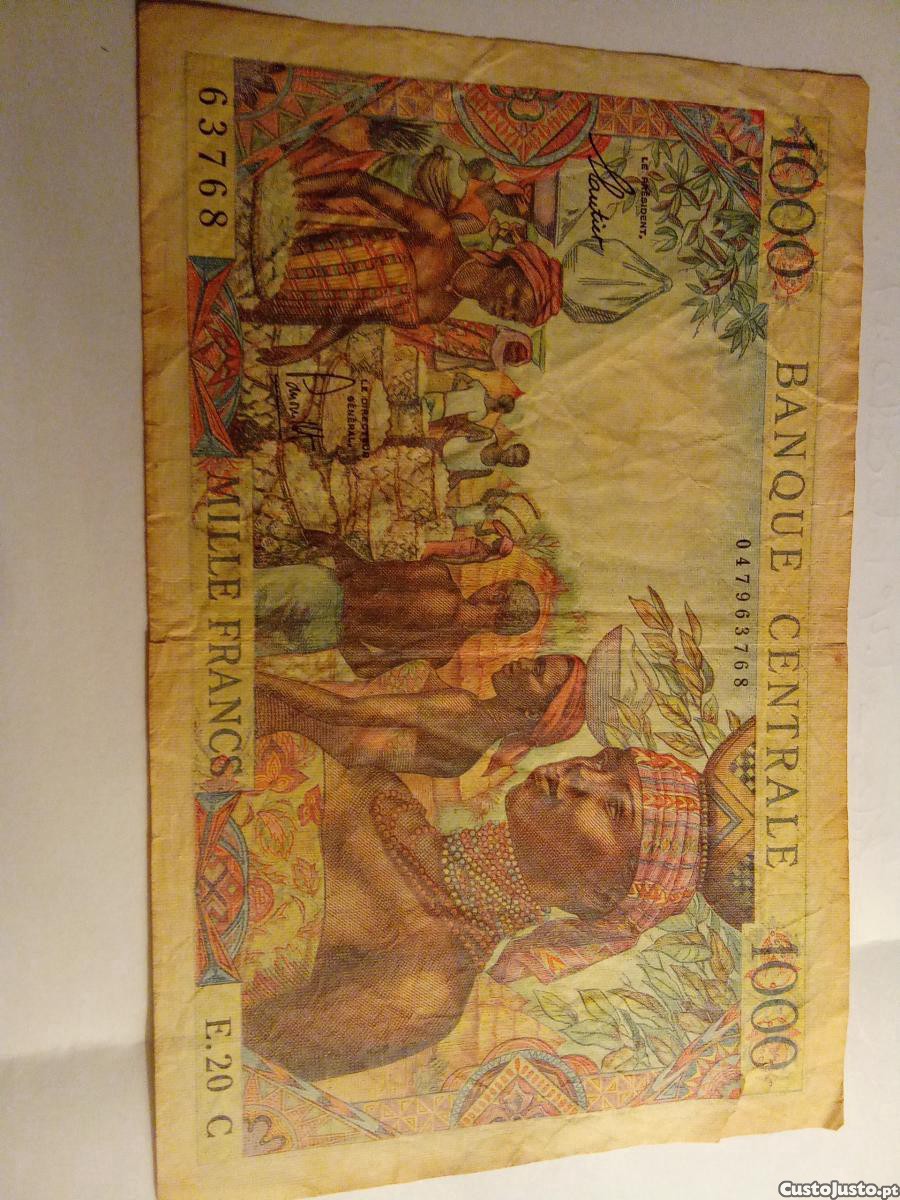 1000 BANQUE CENTRALE 1000
047963768
LE PRÉSIDENT,
LE DIRECTEUR
GÉNÉRAL,
63768 MILLE FRANCS E.20 C
CustoJusto.pt